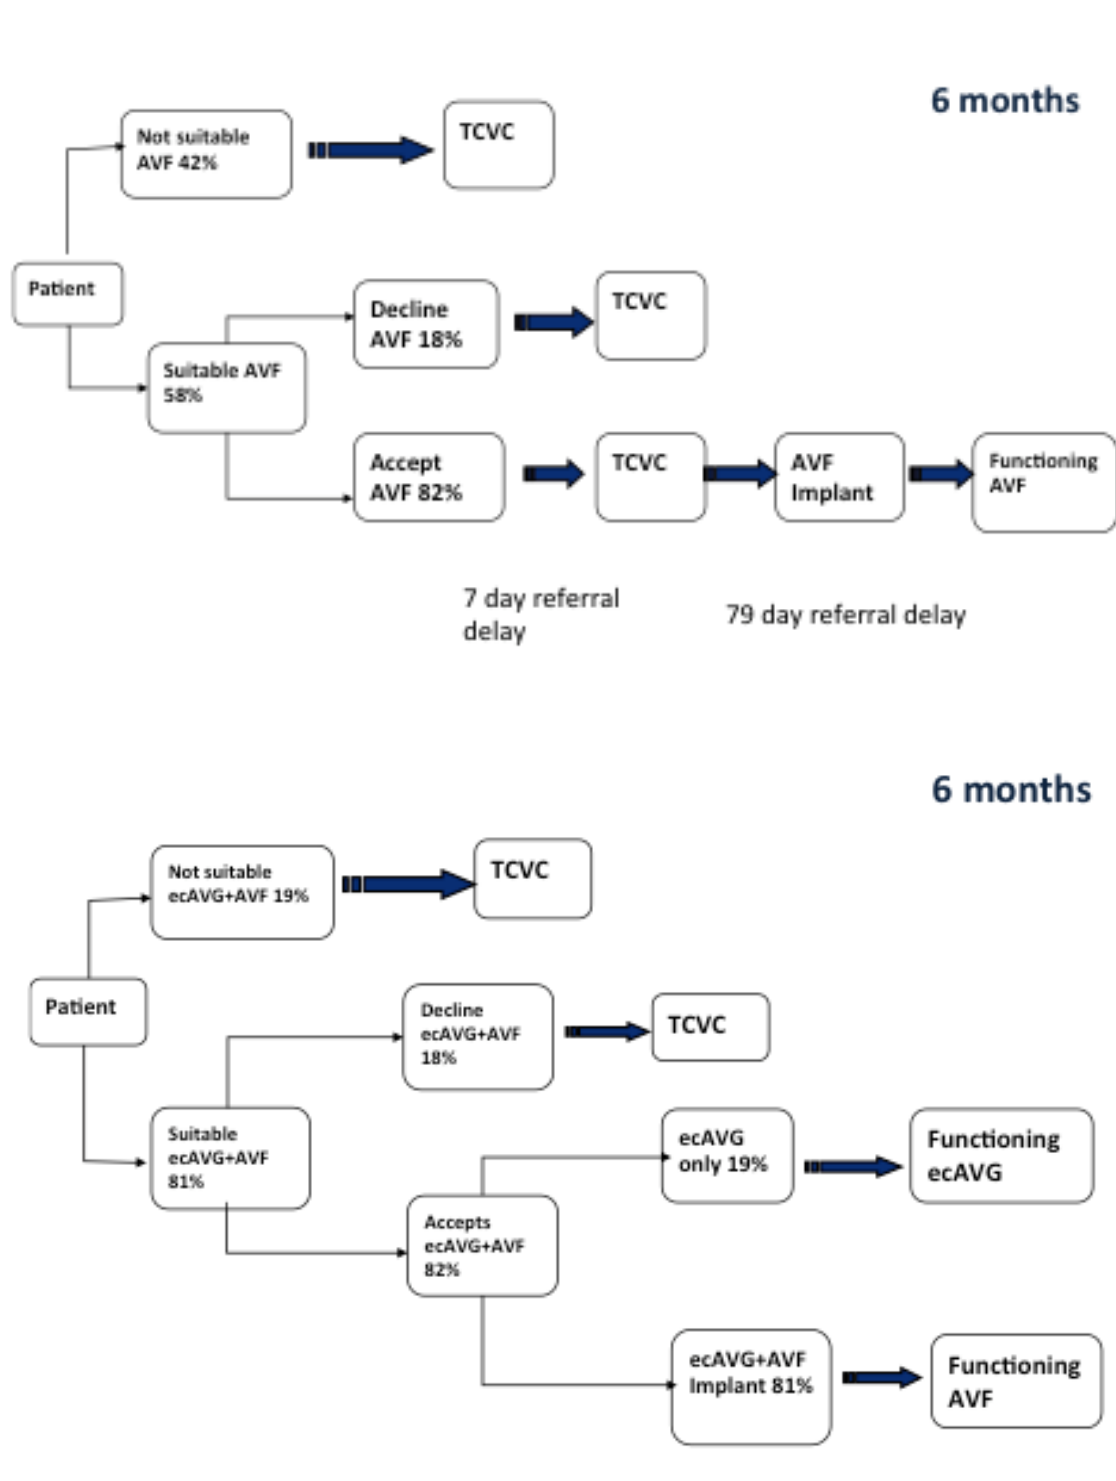 6 months
Not suitable
AVF 42%
TCVC
Patient
Suitable AVF
58%
Decline
AVF 18%
TCVC
Accept
AVF 82%
TCVC
AVF
Implant
Functioning
AVF
7 day referral
delay
79 day referral delay
6 months
Not suitable
ecAVG+AVF 19%
TCVC
Patient
Suitable
ecAVG+AVF
81%
Decline
ecAVG+AVF
18%
TCVC
Accepts
ecAVG+AVF
82%
ecAVG
only 19%
Functioning
ecAVG
ecAVG+AVF
Implant 81%
Functioning
AVF